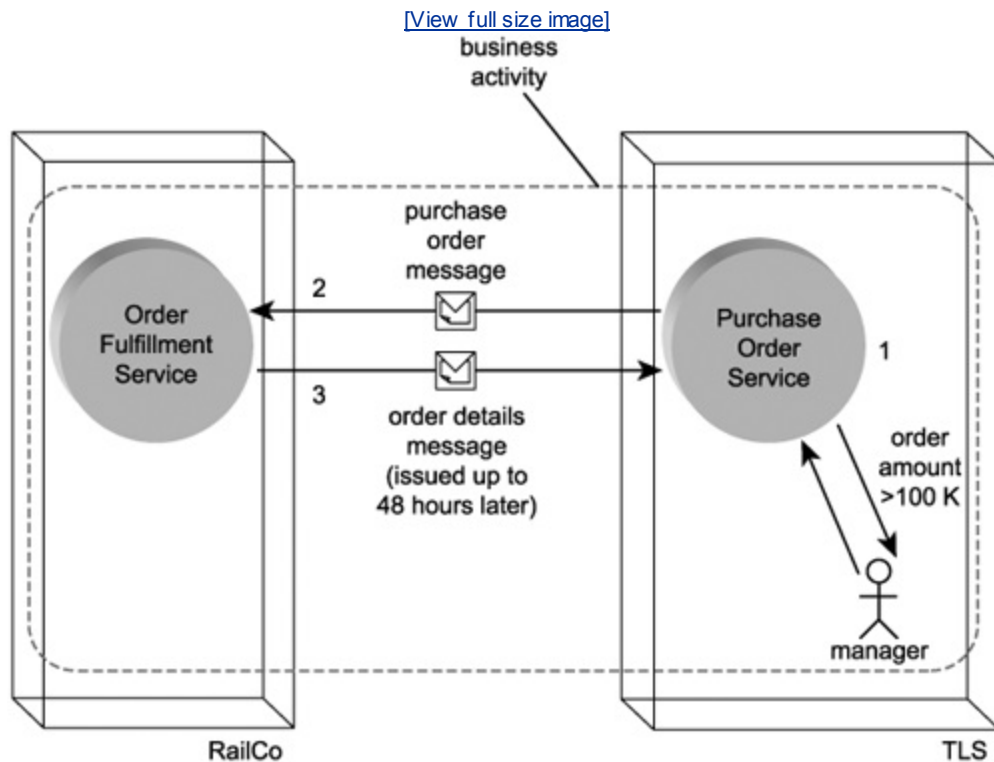 [View full size image]
business
activity
purchase
order
message
2
Order
Fulfillment
Service
Purchase
Order
Service
1
3
order details
message
(issued up to
48 hours later)
order
amount
>100 K
manager
RailCo
TLS